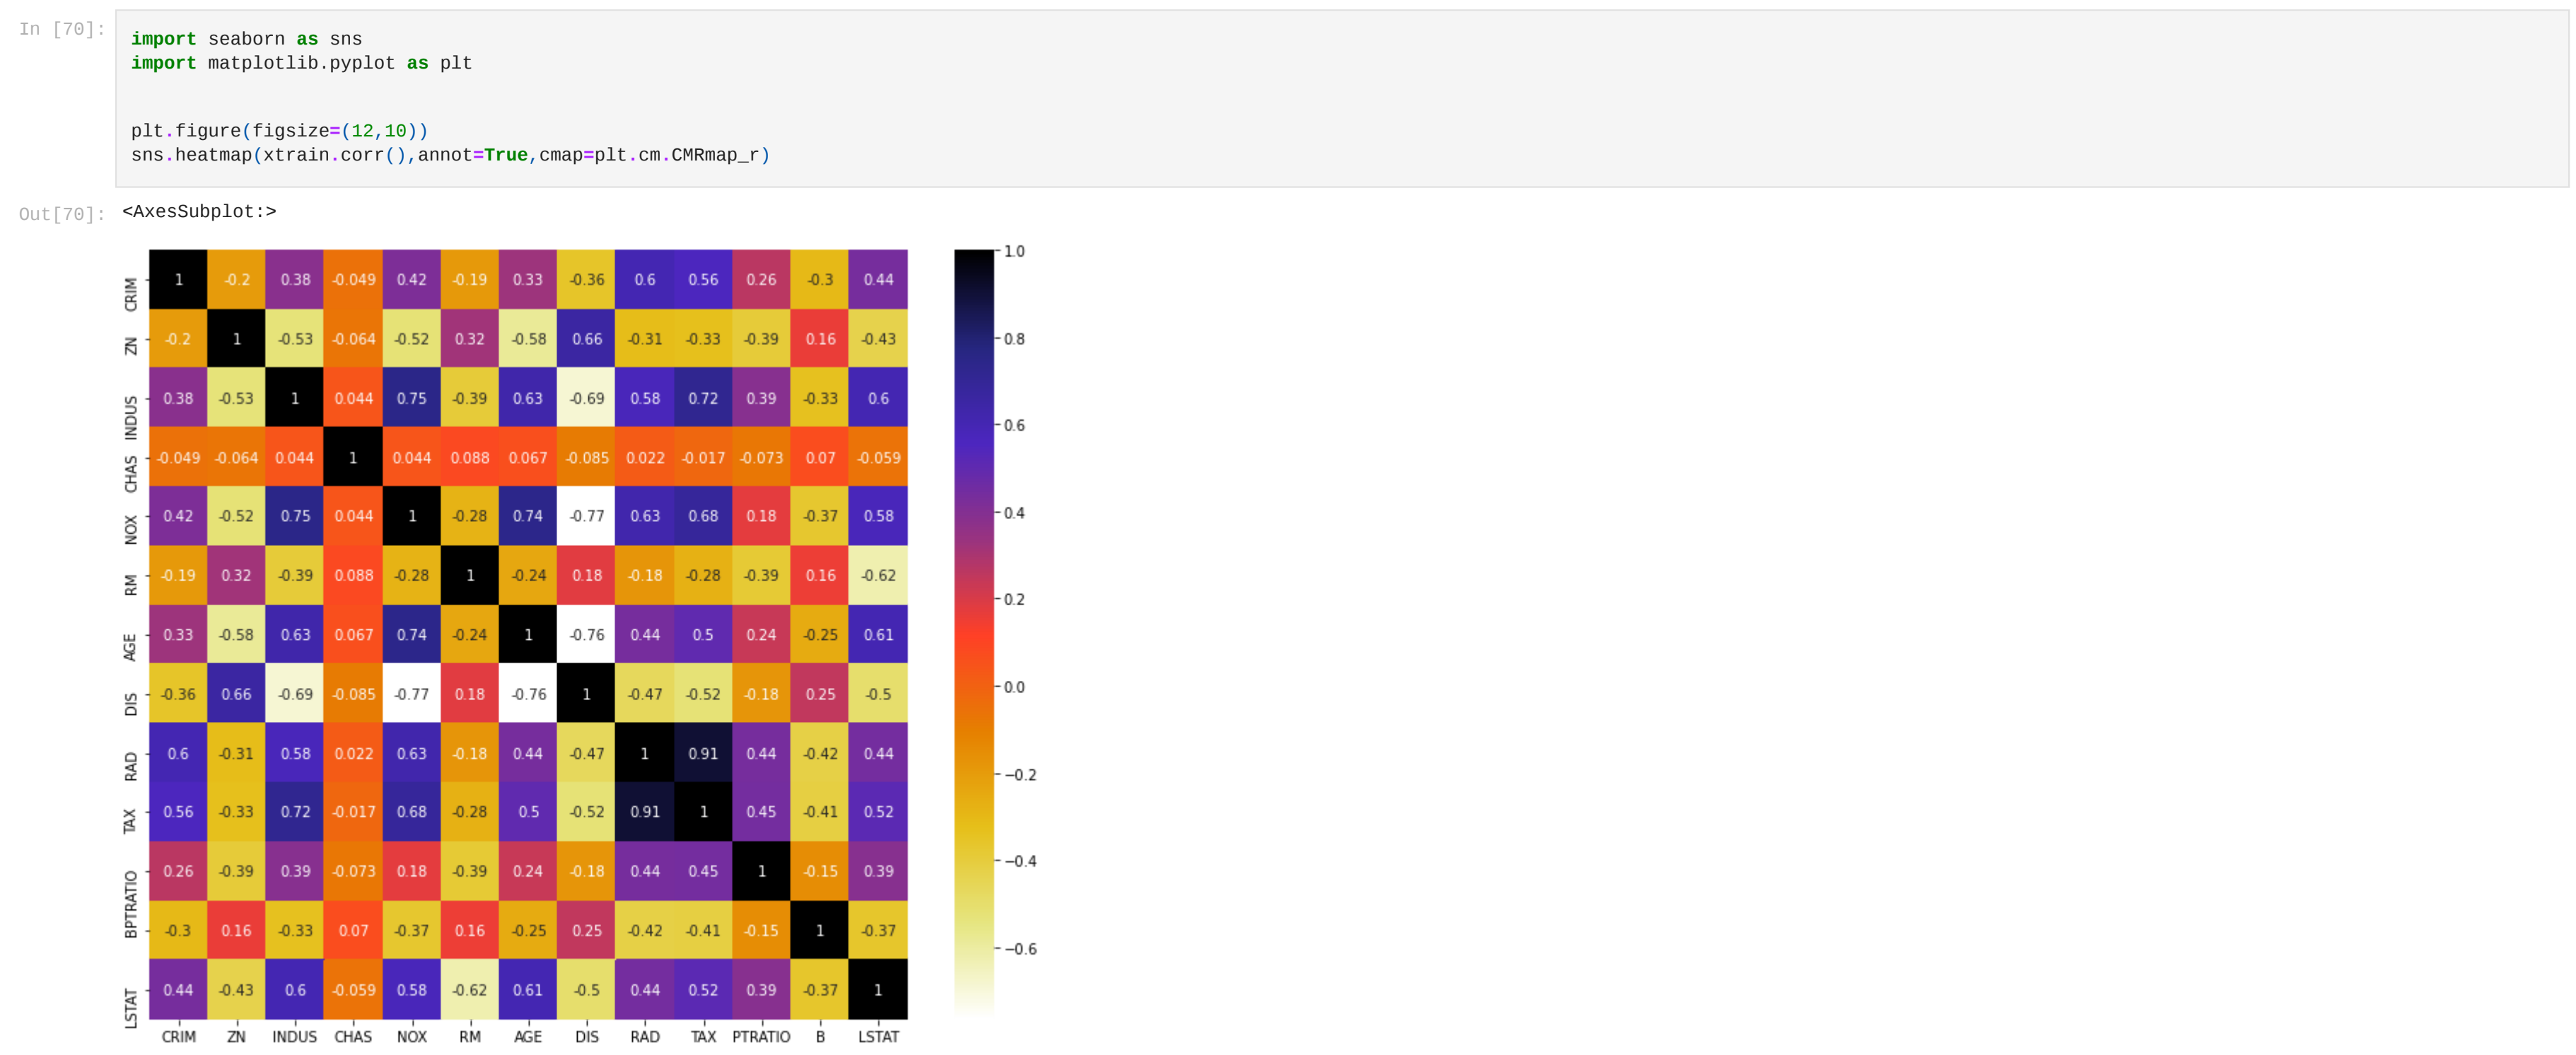 In [70]:
import seaborn as sns
import matplotlib.pyplot as plt
plt.figure(figsize=(12,10))
sns.heatmap(xtrain.corr(),annot=True,cmap=plt.cm.CMRmap_r)
Out[70]: <AxesSubplot:>
CRIM 1 -0.2 0.38 -0.049 0.42 -0.19 0.33 -0.36 0.6 0.56 0.26 -0.3 0.44
ZN -0.2 1 -0.53 -0.064 -0.52 0.32 -0.58 0.66 -0.31 -0.33 -0.39 0.16 -0.43
INDUS 0.38 -0.53 1 0.044 0.75 -0.39 0.63 -0.69 0.58 0.72 0.39 -0.33 0.6
CHAS -0.049 -0.064 0.044 1 0.044 0.088 0.067 -0.085 0.022 -0.017 -0.073 0.07 -0.059
NOX 0.42 -0.52 0.75 0.044 1 -0.28 0.74 -0.77 0.63 0.68 0.18 -0.37 0.58
RM -0.19 0.32 -0.39 0.088 -0.28 1 -0.24 0.18 -0.18 -0.28 -0.39 0.16 -0.62
AGE 0.33 -0.58 0.63 0.067 0.74 -0.24 1 -0.76 0.44 0.5 0.24 -0.25 0.61
DIS -0.36 0.66 -0.69 -0.085 -0.77 0.18 -0.76 1 -0.47 -0.52 -0.18 0.25 -0.5
RAD 0.6 -0.31 0.58 0.022 0.63 -0.18 0.44 -0.47 1 0.91 0.44 -0.42 0.44
TAX 0.56 -0.33 0.72 -0.017 0.68 -0.28 0.5 -0.52 0.91 1 0.45 -0.41 0.52
PTRATIO 0.26 -0.39 0.39 -0.073 0.18 -0.39 0.24 -0.18 0.44 0.45 1 -0.15 0.39
B -0.3 0.16 -0.33 0.07 -0.37 0.16 -0.25 0.25 -0.42 -0.41 -0.15 1 -0.37
LSTAT 0.44 -0.43 0.6 -0.059 0.58 -0.62 0.61 -0.5 0.44 0.52 0.39 -0.37 1
CRIM ZN INDUS CHAS NOX RM AGE DIS RAD TAX PTRATIO B LSTAT
1.0
0.8
0.6
0.4
0.2
0.0
−0.2
−0.4
−0.6